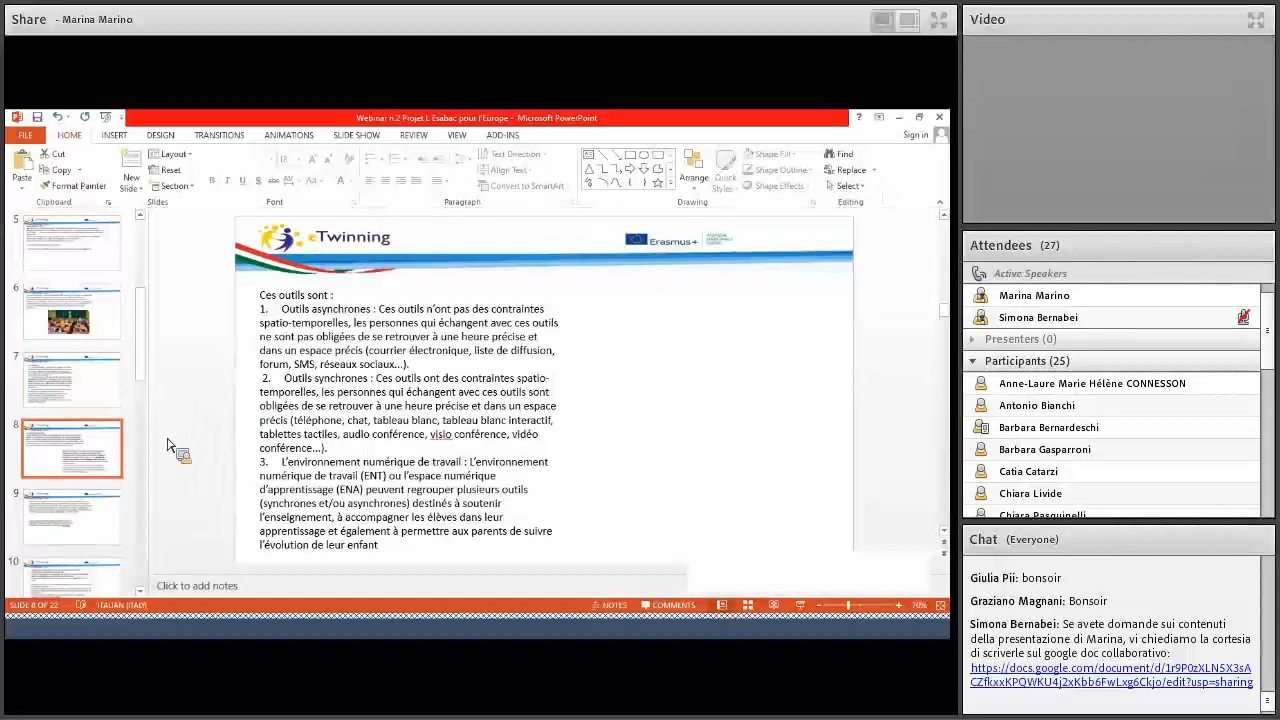 Share - Marina Marino
Video
Webinar n.2 Projet L Esabac pour l'Europe - Microsoft PowerPoint
FILE HOME INSERT DESIGN TRANSITIONS ANIMATIONS SLIDE SHOW REVIEW VIEW ADD-INS Sign in
Paste Cut Copy Format Painter
Clipboard
New Slide Layout Reset Section
Slides
18
Font
Text Direction Align Text Convert to SmartArt
Paragraph
Arrange Quick Styles Shape Fill Shape Outline Shape Effects
Drawing
Find Replace Select
Editing
5
6
7
8
9
10
eTwinning
Erasmus+
Ces outils sont :
1. Outils asynchrones : Ces outils n'ont pas des contraintes
spatio-temporelles, les personnes qui échangent avec ces outils
ne sont pas obligées de se retrouver à une heure précise et
dans un espace précis (courrier électronique, liste de diffusion,
forum, SMS, réseaux sociaux...).
2. Outils synchrones : Ces outils ont des contraintes spatio-
temporelles, les personnes qui échangent avec ces outils sont
obligées de se retrouver à une heure précise et dans un espace
précis (téléphone, chat, tableau blanc, tableau blanc interactif,
tablettes tactiles, audio conférence, visio conférence, vidéo
conférence...).
3. L'environnement numérique de travail : L'environnement
numérique de travail (ENT) ou l'espace numérique
d'apprentissage (ENA) peuvent regrouper plusieurs outils
(synchrones et/ou asynchrones) destinés à soutenir
l'enseignement, à accompagner les élèves dans leur
apprentissage et également à permettre aux parents de suivre
l'évolution de leur enfant
Click to add notes
SLIDE 8 OF 22 ITALIAN (ITALY) NOTES COMMENTS 70%
Attendees (27)
Active Speakers
Marina Marino
Simona Bernabei
Presenters (0)
Participants (25)
Anne-Laure Marie Hélène CONNESSON
Antonio Bianchi
Barbara Bernardeschi
Barbara Gasparroni
Catia Catarzi
Chiara Livide
Chiara Pasquinelli
Chat (Everyone)
Giulia Pii: bonsoir
Graziano Magnani: Bonsoir
Simona Bernabei: Se avete domande sui contenuti
della presentazione di Marina, vi chiediamo la cortesia
di scriverle sul google doc collaborativo:
https://docs.google.com/document/d/1r9P0zXLNSX3sA
CZfkxxKPQWKU4j2xKbb6FwLxg6Ckjo/edit?usp=sharing